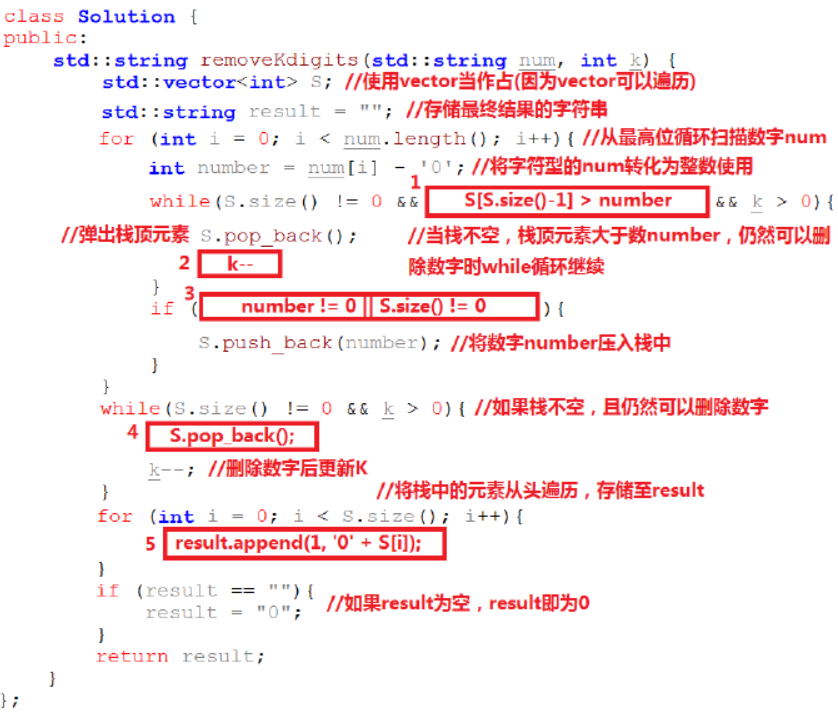 class Solution {
public:
std::string removeKdigits(std::string num, int k) {
std::vector<int> S; //使用vector当作占(因为vector可以遍历)
std::string result = ""; //存储最终结果的字符串
for (int i = 0; i < num.length(); i++){ //从最高位循环扫描数字num
int number = num[i] - '0'; //将字符型的num转化为整数使用
1
while(S.size() != 0 && S[S.size()-1] > number && k > 0){
//弹出栈顶元素 S.pop_back(); //当栈不空，栈顶元素大于数number，仍然可以删
2 k-- 除数字时while循环继续
}
3
if ( number != 0 || S.size() != 0 ){
S.push_back(number); //将数字number压入栈中
}
}
while(S.size() != 0 && k > 0){ //如果栈不空，且仍然可以删除数字
4 S.pop_back();
k--; //删除数字后更新K
} //将栈中的元素从头遍历，存储至result
for (int i = 0; i < S.size(); i++){
5 result.append(1, '0' + S[i]);
}
if (result == ""){
result = "0"; //如果result为空，result即为0
}
return result;
}
};